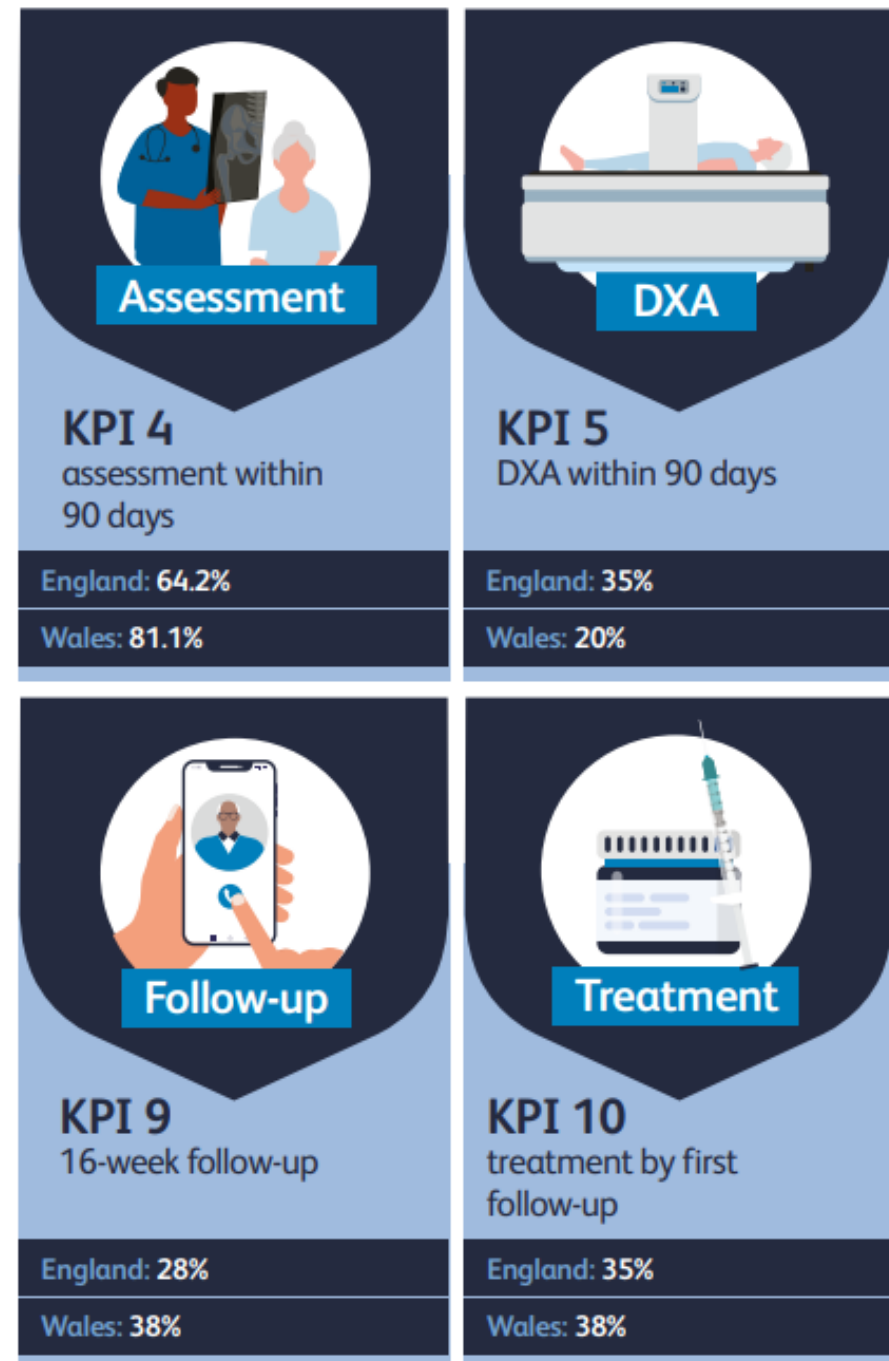 Assessment
KPI 4
assessment within
90 days
England: 64.2%
Wales: 81.1%
DXA
KPI 5
DXA within 90 days
England: 35%
Wales: 20%
Follow-up
KPI 9
16-week follow-up
England: 28%
Wales: 38%
Treatment
KPI 10
treatment by first
follow-up
England: 35%
Wales: 38%